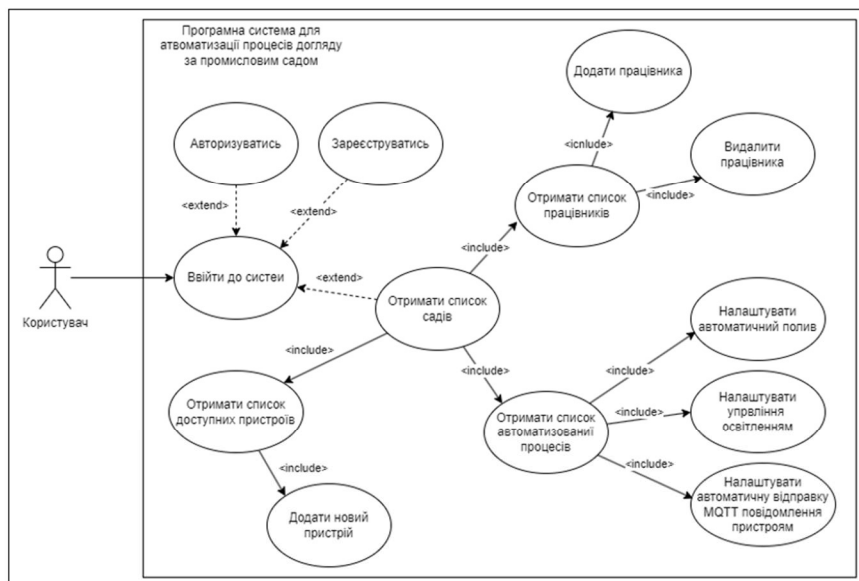 Програмна система для
атвоматизації процесів догляду
за промисловим садом
Додати працівника
Авторизуватись
Зареєструватись
<icnlude>
Видалити
працівника
<include>
Отримати список
працівників
<extend>
<extend>
<include>
Ввійти до систеи
<extend>
Користувач
Отримати список
садів
Налаштувати
автоматичний полив
<include>
<include>
<include>
Отримати список
доступних пристроїв
Отримати список
автоматизованиї
процесів
<include>
Налаштувати
упрвління
освітленням
<include>
<include>
Налаштувати
автоматичну відправку
MQTT повідомлення
пристроям
Додати новий
пристрій